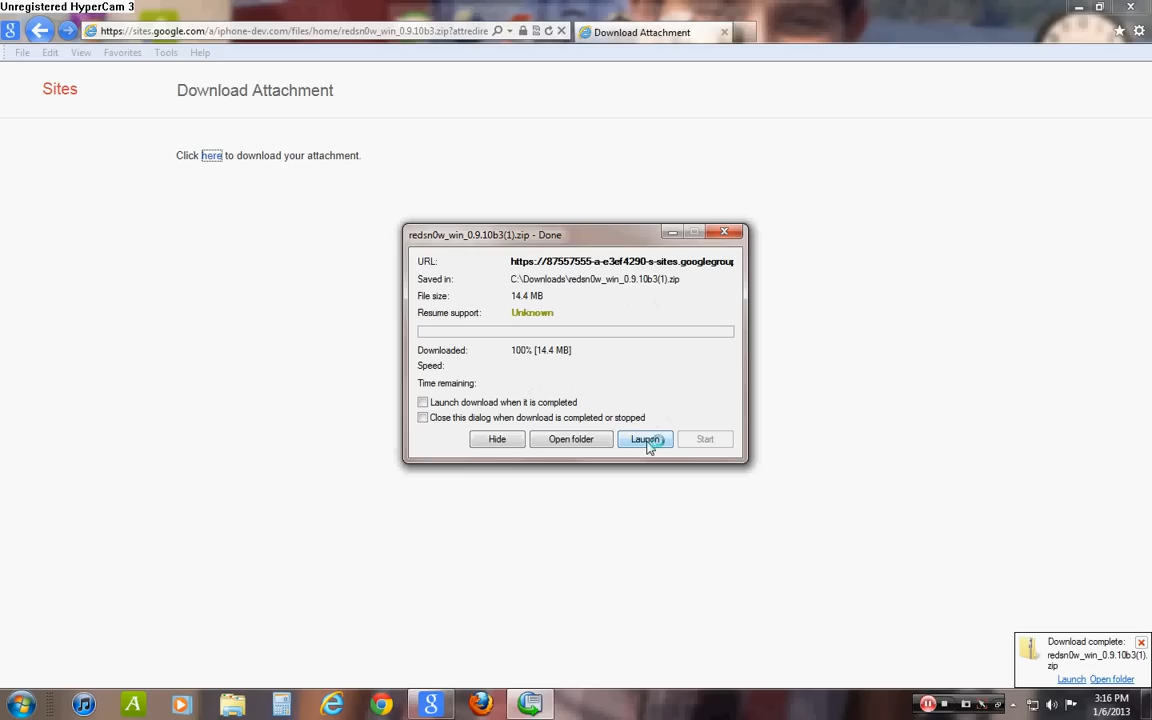 Unregistered HyperCam 3
https://sites.google.com/a/iphone-dev.com/files/home/redsn0w_win_0.9.10b3.zip?attredire
Download Attachment
File Edit View Favorites Tools Help
Sites
Download Attachment
Click here to download your attachment.
redsn0w_win_0.9.10b3(1).zip - Done
URL: https://87557555-a-e3ef4290-s-sites.googlegroup
Saved in: C:\Downloads\redsn0w_win_0.9.10b3(1).zip
File size: 14.4 MB
Resume support: Unknown
Downloaded: 100% [14.4 MB]
Speed:
Time remaining:
Launch download when it is completed
Close this dialog when download is completed or stopped
Hide Open folder Launch Start
Download complete:
redsn0w_win_0.9.10b3(1).
zip
Launch Open folder
3:16 PM
1/6/2013